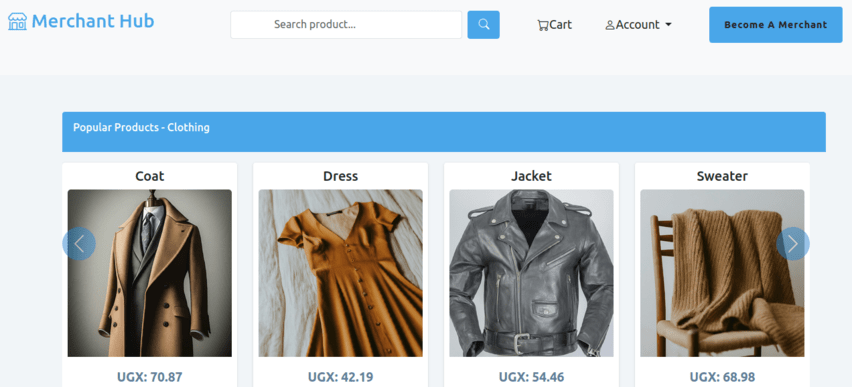 Merchant Hub
Search product...
Cart
Account
Become A Merchant
Popular Products - Clothing
Coat
Dress
Jacket
Sweater
UGX: 70.87
UGX: 42.19
UGX: 54.46
UGX: 68.98